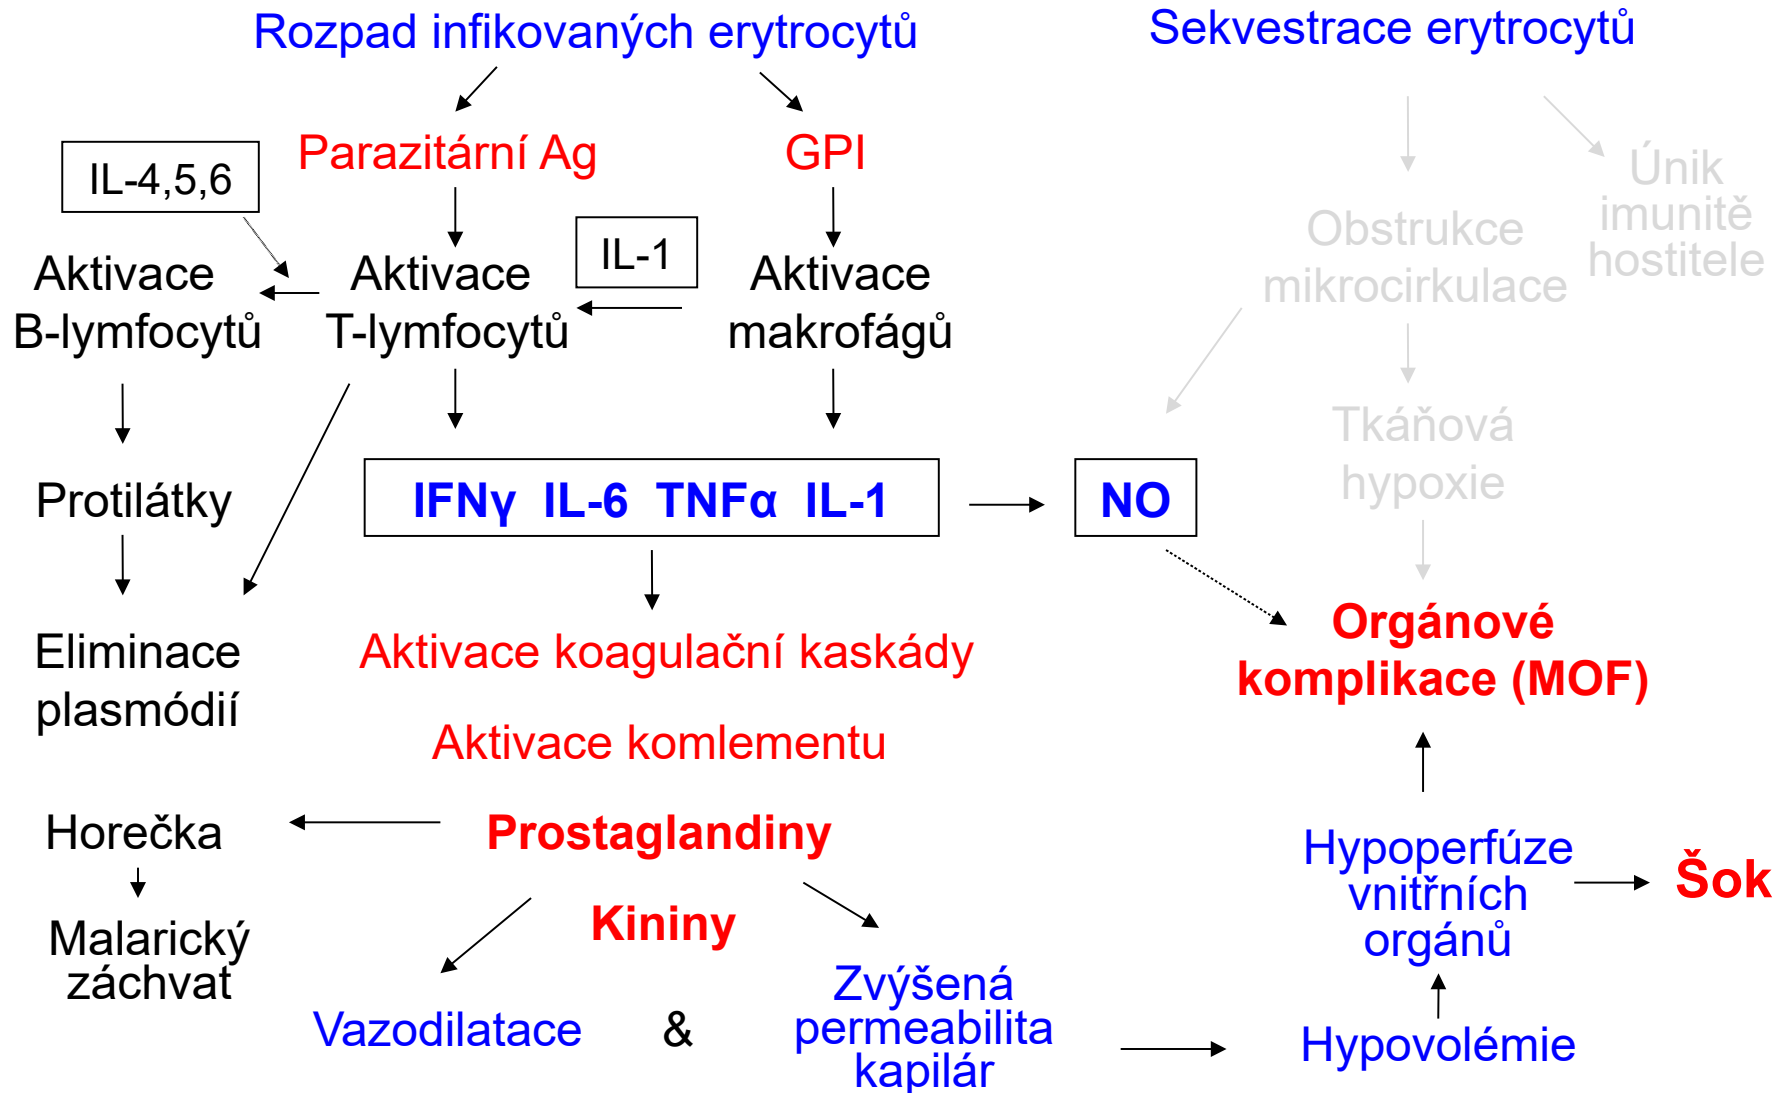 Rozpad infikovaných erytrocytů
Sekvestrace erytrocytů
Parazitární Ag
GPI
IL-4,5,6
Únik
imunitě
hostitele
Obstrukce
mikrocirkulace
IL-1
Aktivace
B-lymfocytů
Aktivace
T-lymfocytů
Aktivace
makrofágů
Tkáňová
hypoxie
Protilátky
IFNγ IL-6 TNFα IL-1
NO
Orgánové
komplikace (MOF)
Eliminace
plasmódií
Aktivace koagulační kaskády
Aktivace komlementu
Horečka
Prostaglandiny
Hypoperfúze
vnitřních
orgánů
Šok
Kininy
Malarický
záchvat
Vazodilatace
&
Zvýšená
permeabilita
kapilár
Hypovolémie